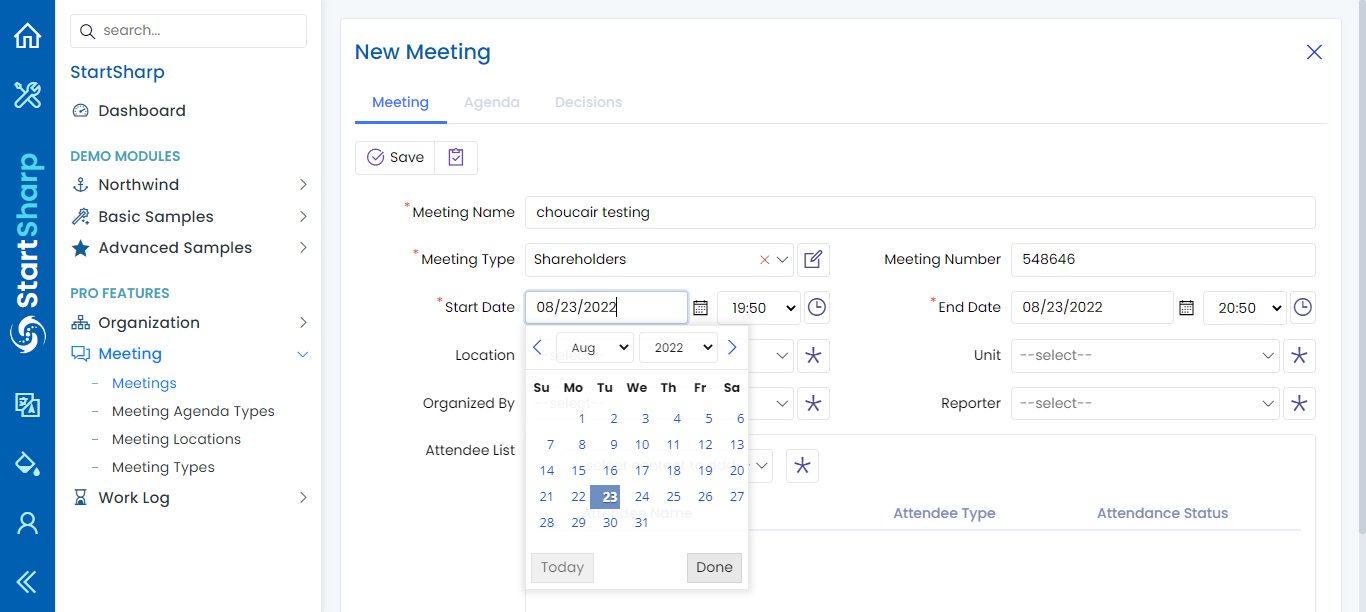 StartSharp
search...
StartSharp
Dashboard
DEMO MODULES
Northwind
Basic Samples
Advanced Samples
PRO FEATURES
Organization
Meeting
Meetings
Meeting Agenda Types
Meeting Locations
Meeting Types
Work Log
New Meeting
Meeting Agenda Decisions
Save
*Meeting Name choucair testing
*Meeting Type Shareholders Meeting Number 548646
*Start Date 08/23/2022 19:50 *End Date 08/23/2022 20:50
Location Unit --select--
Organized By --select-- Reporter --select--
Attendee List
Attendee Name Attendee Type Attendance Status
Aug 2022
Su Mo Tu We Th Fr Sa
1 2 3 4 5 6
7 8 9 10 11 12 13
14 15 16 17 18 19 20
21 22 23 24 25 26 27
28 29 30 31
Today Done